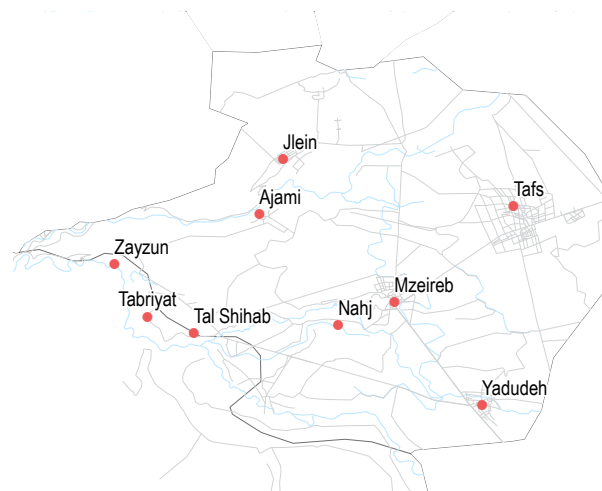 Jlein
Tafs
Ajami
Zayzun
Mzeireb
Tabriyat
Tal Shihab
Nahj
Yadudeh